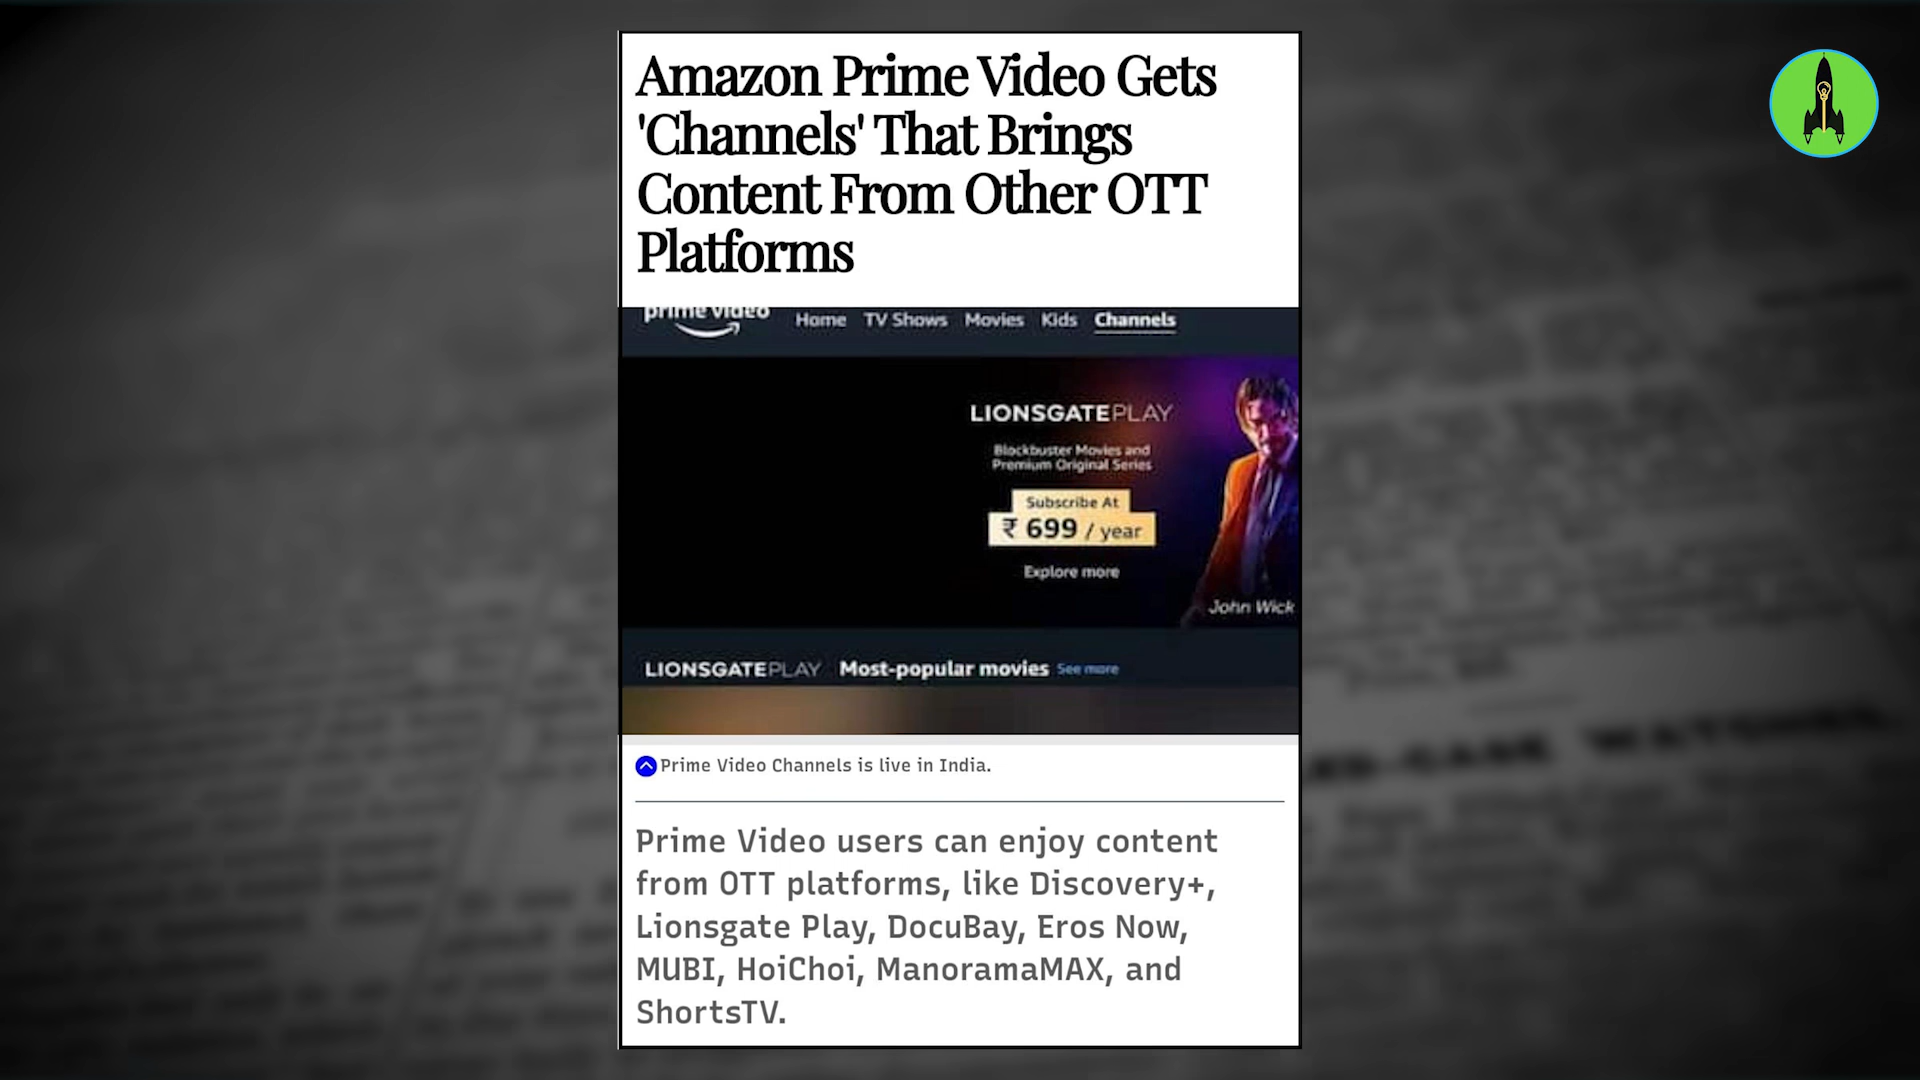 Amazon Prime Video Gets
'Channels' That Brings
Content From Other OTT
Platforms
prime video
Home TV Shows Movies Kids Channels
LIONSGATEPLAY
Blockbuster Movies and
Premium Original Series
Subscribe At
₹ 699 / year
Explore more
John Wick
LIONSGATEPLAY Most-popular movies See more
Prime Video Channels is live in India.
Prime Video users can enjoy content
from OTT platforms, like Discovery+,
Lionsgate Play, DocuBay, Eros Now,
MUBI, HoiChoi, ManoramaMAX, and
ShortsTV.